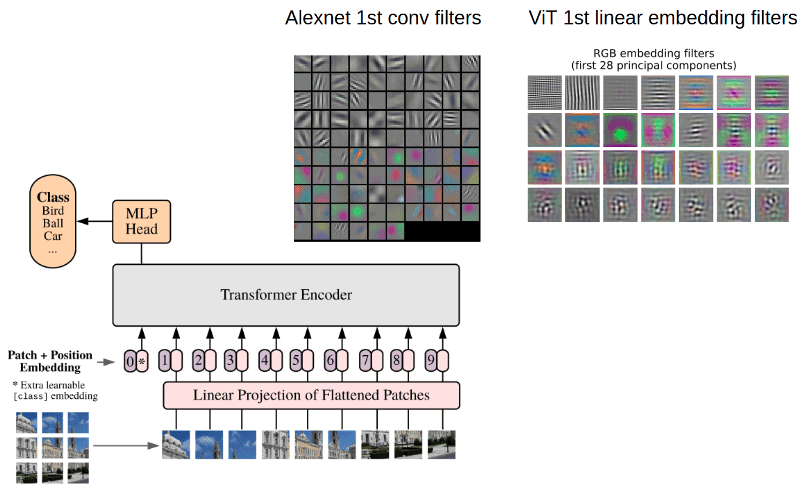 Alexnet 1st conv filters
ViT 1st linear embedding filters
RGB embedding filters
(first 28 principal components)
Class
Bird
Ball
Car
...
MLP
Head
Transformer Encoder
Patch + Position
Embedding
0 * 1 2 3 4 5 6 7 8 9
* Extra learnable
[class] embedding
Linear Projection of Flattened Patches